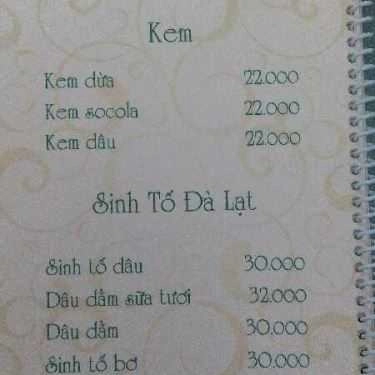 Kem
Kem dừa 22.000
Kem socola 22.000
Kem dâu 22.000
Sinh Tố Đà Lạt
Sinh tố dâu 30.000
Dâu dầm sữa tươi 32.000
Dâu dầm 30.000
Sinh tố bơ 30.000